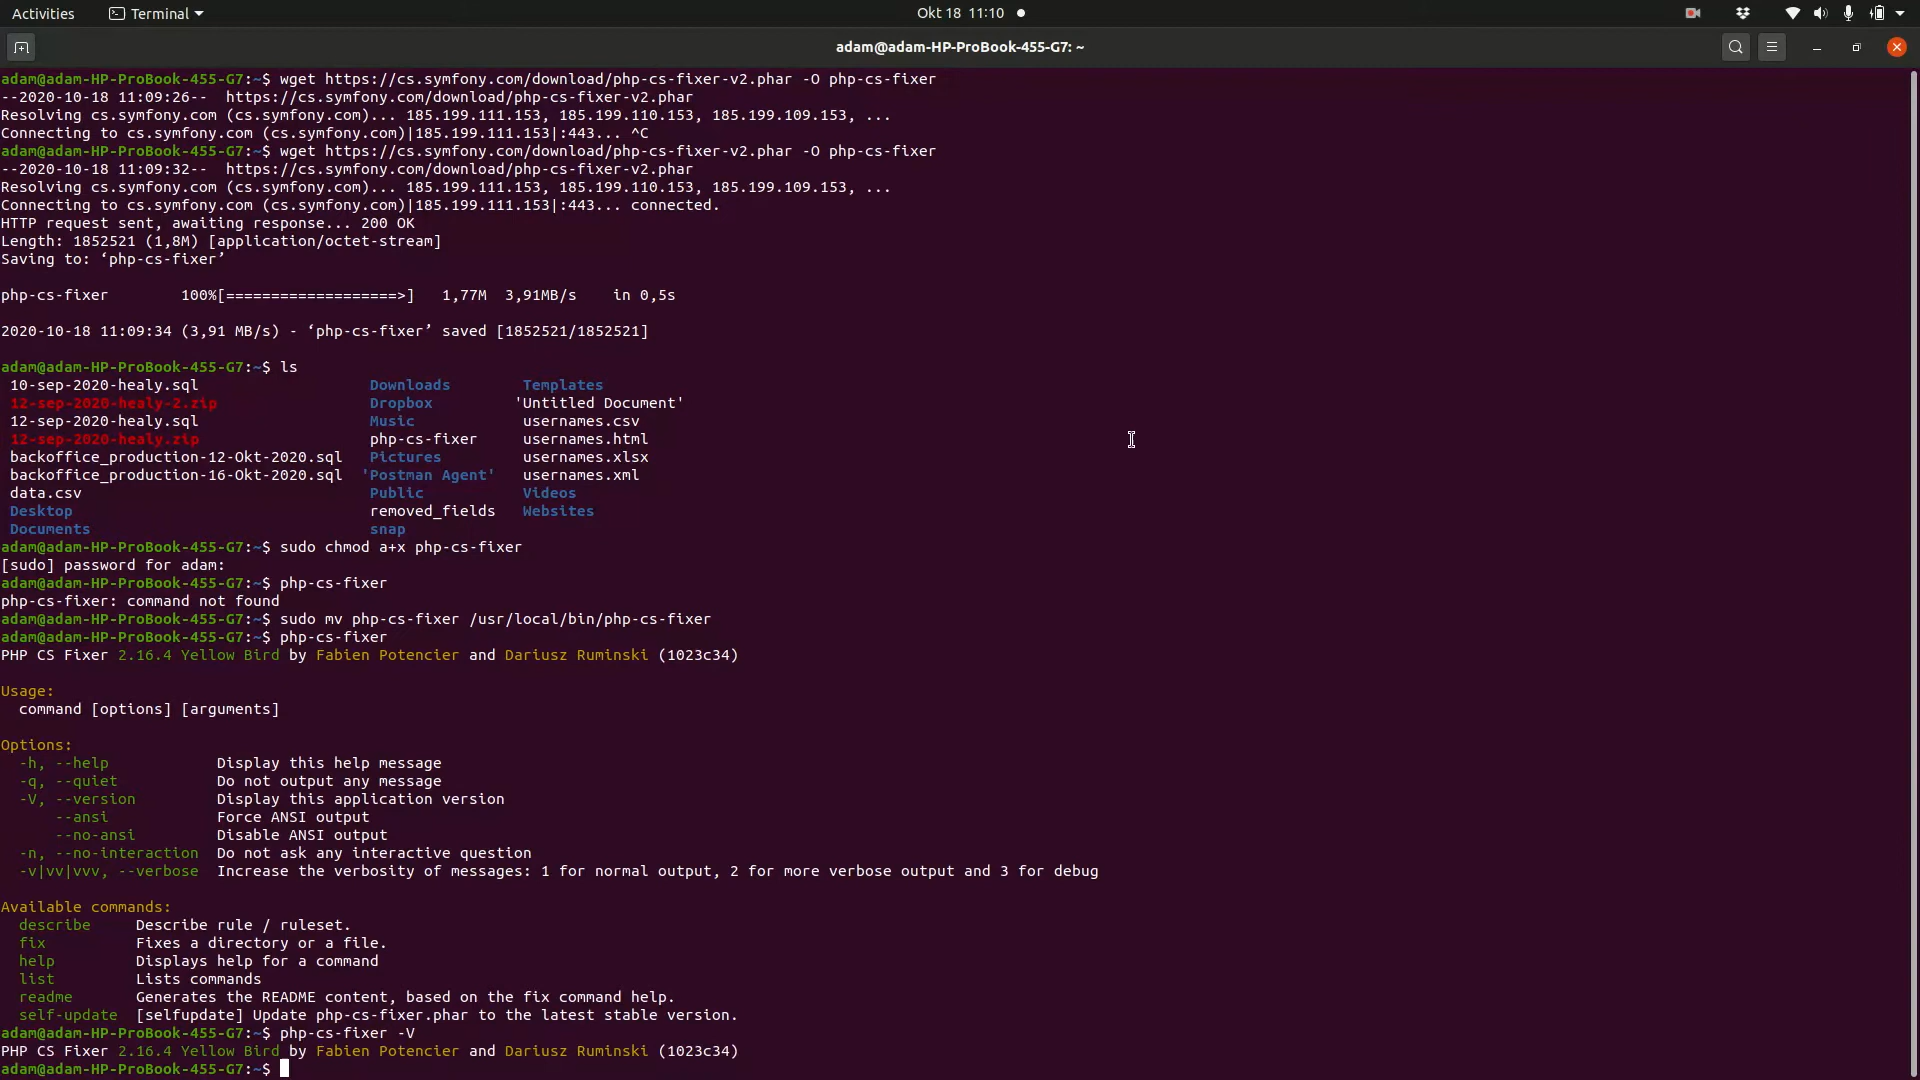 Activities Terminal Okt 18 11:10
adam@adam-HP-ProBook-455-G7: ~
adam@adam-HP-ProBook-455-G7:~$ wget https://cs.symfony.com/download/php-cs-fixer-v2.phar -O php-cs-fixer
--2020-10-18 11:09:26--  https://cs.symfony.com/download/php-cs-fixer-v2.phar
Resolving cs.symfony.com (cs.symfony.com)... 185.199.111.153, 185.199.110.153, 185.199.109.153, ...
Connecting to cs.symfony.com (cs.symfony.com)|185.199.111.153|:443... ^C
adam@adam-HP-ProBook-455-G7:~$ wget https://cs.symfony.com/download/php-cs-fixer-v2.phar -O php-cs-fixer
--2020-10-18 11:09:32--  https://cs.symfony.com/download/php-cs-fixer-v2.phar
Resolving cs.symfony.com (cs.symfony.com)... 185.199.111.153, 185.199.110.153, 185.199.109.153, ...
Connecting to cs.symfony.com (cs.symfony.com)|185.199.111.153|:443... connected.
HTTP request sent, awaiting response... 200 OK
Length: 1852521 (1,8M) [application/octet-stream]
Saving to: ‘php-cs-fixer’
php-cs-fixer        100%[===================>]   1,77M  3,91MB/s    in 0,5s
2020-10-18 11:09:34 (3,91 MB/s) - ‘php-cs-fixer’ saved [1852521/1852521]
adam@adam-HP-ProBook-455-G7:~$ ls
10-sep-2020-healy.sql                   Downloads        Templates
12-sep-2020-healy-2.zip                 Dropbox         'Untitled Document'
12-sep-2020-healy.sql                   Music            usernames.csv
12-sep-2020-healy.zip                   php-cs-fixer     usernames.html
backoffice_production-12-Okt-2020.sql   Pictures         usernames.xlsx
backoffice_production-16-Okt-2020.sql  'Postman Agent'   usernames.xml
data.csv                                Public           Videos
Desktop                                 removed_fields   Websites
Documents                               snap
adam@adam-HP-ProBook-455-G7:~$ sudo chmod a+x php-cs-fixer
[sudo] password for adam:
adam@adam-HP-ProBook-455-G7:~$ php-cs-fixer
php-cs-fixer: command not found
adam@adam-HP-ProBook-455-G7:~$ sudo mv php-cs-fixer /usr/local/bin/php-cs-fixer
adam@adam-HP-ProBook-455-G7:~$ php-cs-fixer
PHP CS Fixer 2.16.4 Yellow Bird by Fabien Potencier and Dariusz Ruminski (1023c34)
Usage:
  command [options] [arguments]
Options:
  -h, --help            Display this help message
  -q, --quiet           Do not output any message
  -V, --version         Display this application version
      --ansi            Force ANSI output
      --no-ansi         Disable ANSI output
  -n, --no-interaction  Do not ask any interactive question
  -v|vv|vvv, --verbose  Increase the verbosity of messages: 1 for normal output, 2 for more verbose output and 3 for debug
Available commands:
  describe     Describe rule / ruleset.
  fix          Fixes a directory or a file.
  help         Displays help for a command
  list         Lists commands
  readme       Generates the README content, based on the fix command help.
  self-update  [selfupdate] Update php-cs-fixer.phar to the latest stable version.
adam@adam-HP-ProBook-455-G7:~$ php-cs-fixer -V
PHP CS Fixer 2.16.4 Yellow Bird by Fabien Potencier and Dariusz Ruminski (1023c34)
adam@adam-HP-ProBook-455-G7:~$